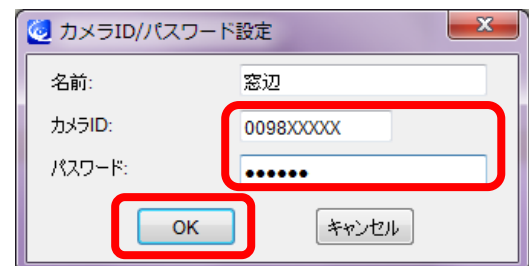 カメラID/パスワード設定
名前: 窓辺
カメラID: 0098XXXXX
パスワード: ●●●●●●
OK キャンセル